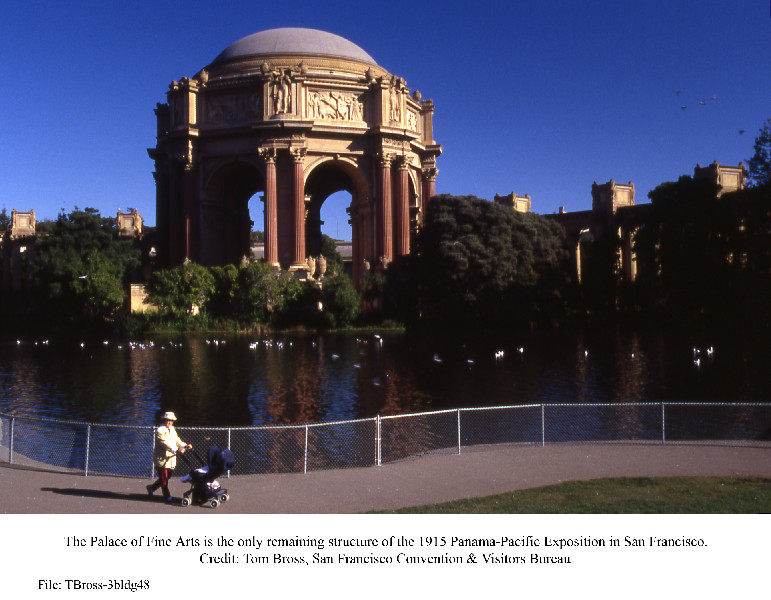 The Palace of Fine Arts is the only remaining structure of the 1915 Panama-Pacific Exposition in San Francisco.
Credit: Tom Bross, San Francisco Convention & Visitors Bureau
File: TBross-3bldg48